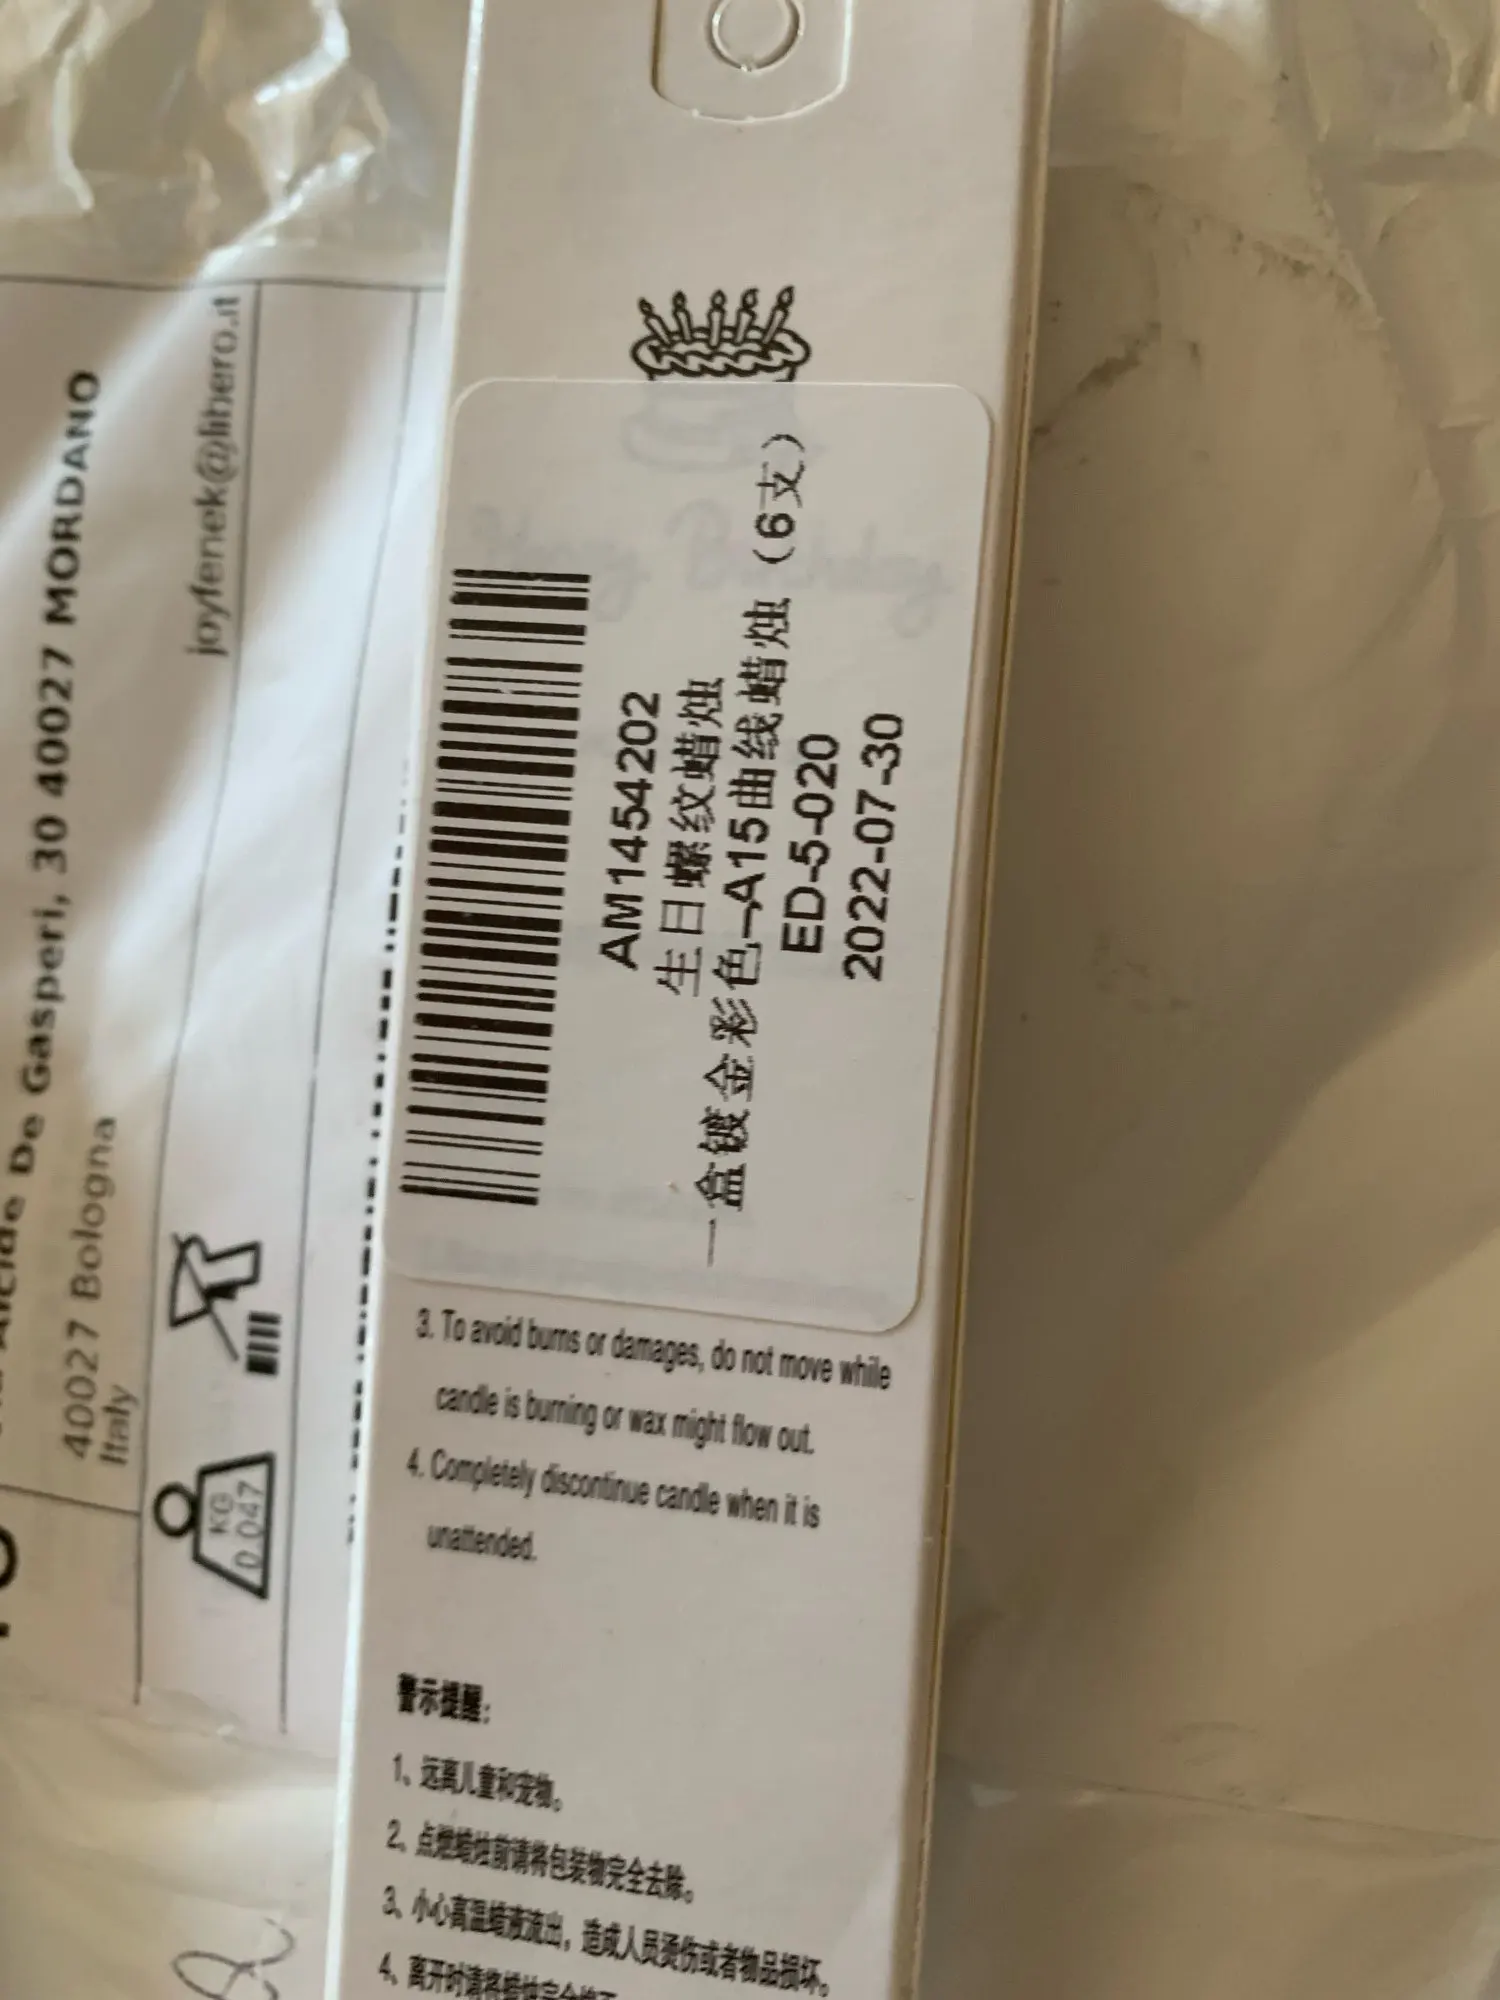 AM1454202
生日螺纹蜡烛
一盒镀金彩色-A15曲线蜡烛（6支）
ED-5-020
2022-07-30
3. To avoid burns or damages, do not move while
candle is burning or wax might flow out.
4. Completely discontinue candle when it is
unattended.
警示提醒:
1、远离儿童和宠物。
2、点燃蜡烛前请将包装物完全去除。
3、小心高温蜡液流出，造成人员烫伤或者物品损坏。
4、离开时请将蜡烛完全
De Gasperi, 30 40027 MORDANO
40027 Bologna
Italy
joyfenek@libero.it
KG
0.047